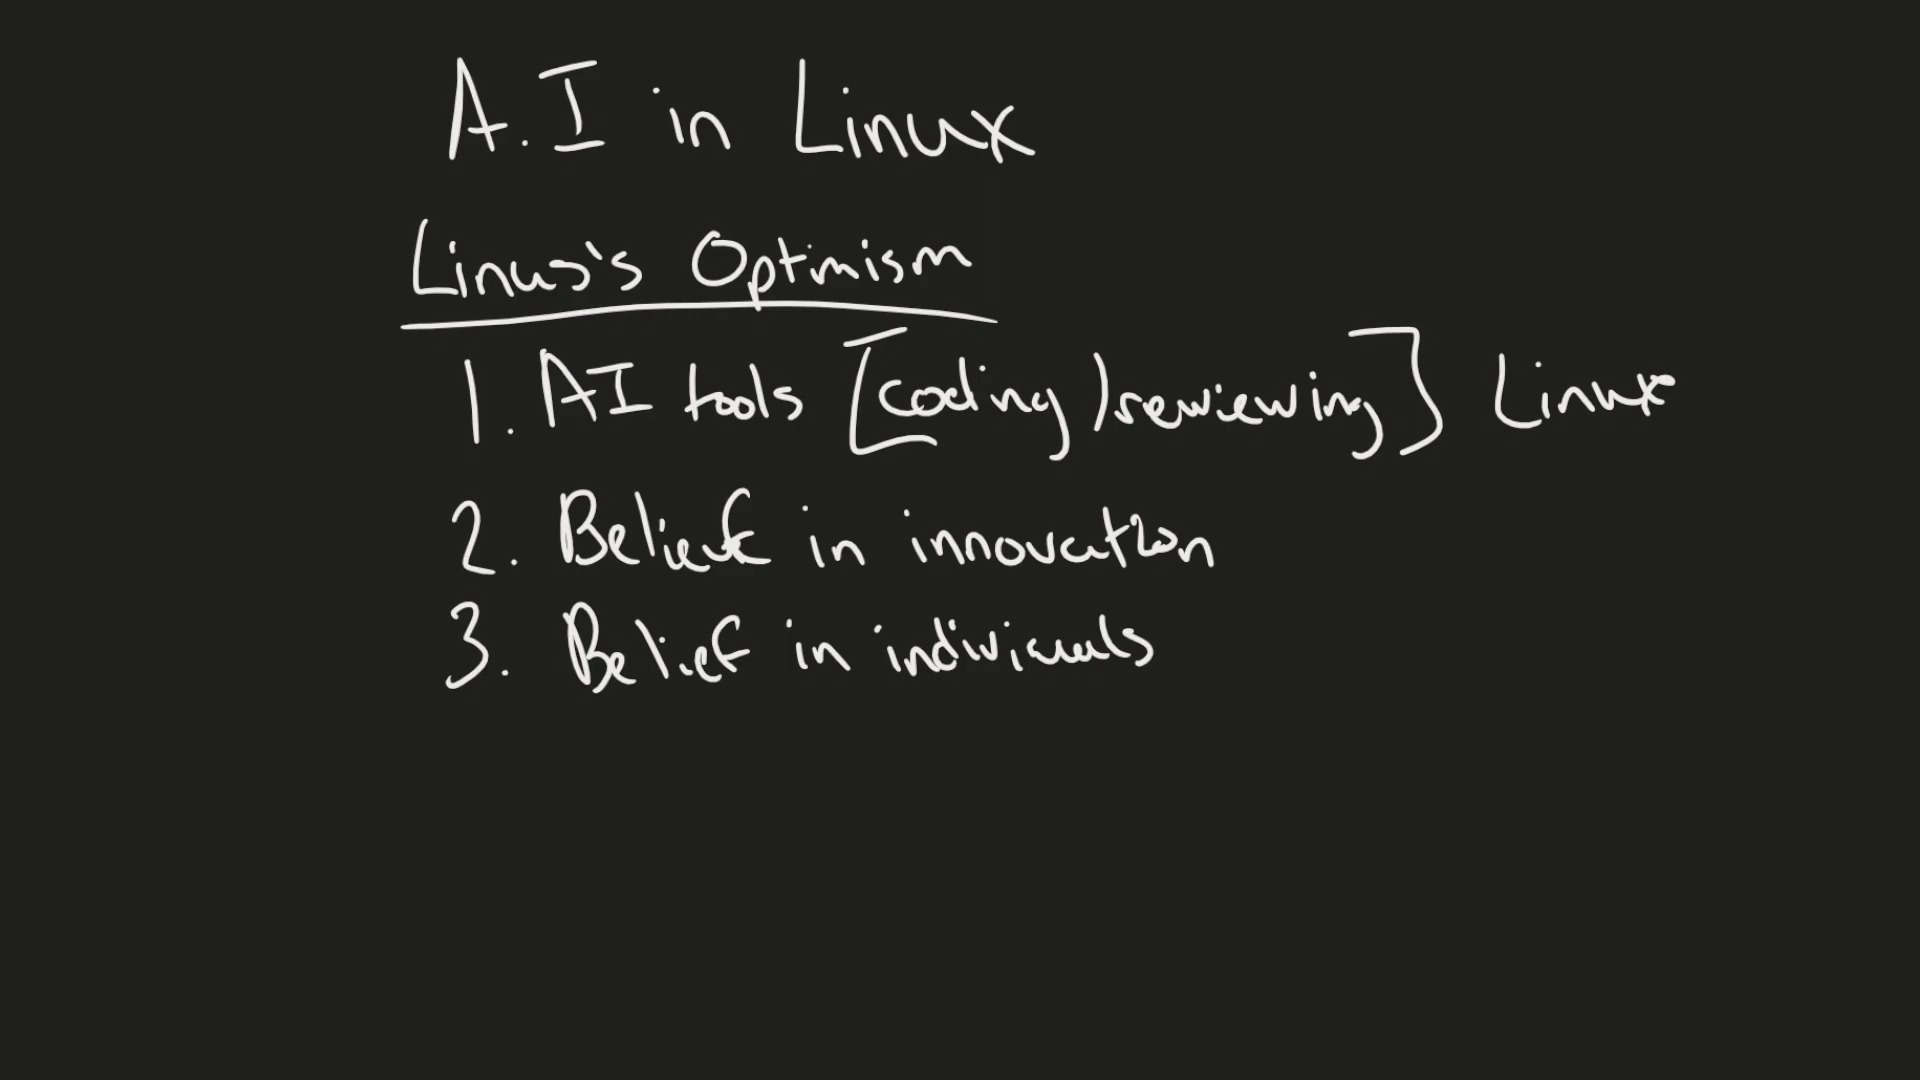 A.I in Linux
Linus's Optimism
1. AI tools [coding/reviewing] Linux
2. Belief in innovation
3. Belief in individuals